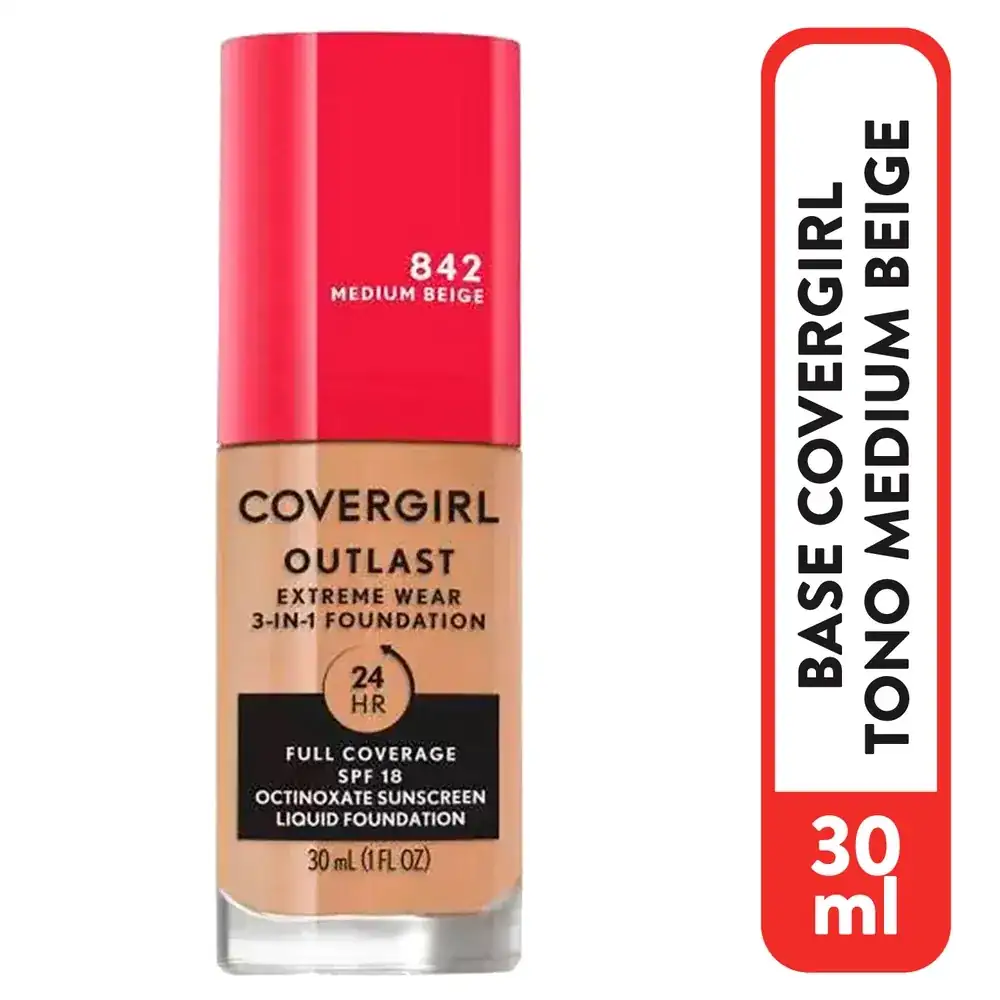 842
MEDIUM BEIGE
COVERGIRL
OUTLAST
EXTREME WEAR
3-IN-1 FOUNDATION
24
HR
FULL COVERAGE
SPF 18
OCTINOXATE SUNSCREEN
LIQUID FOUNDATION
30 mL (1 FL OZ)
BASE COVERGIRL
TONO MEDIUM BEIGE
30
ml